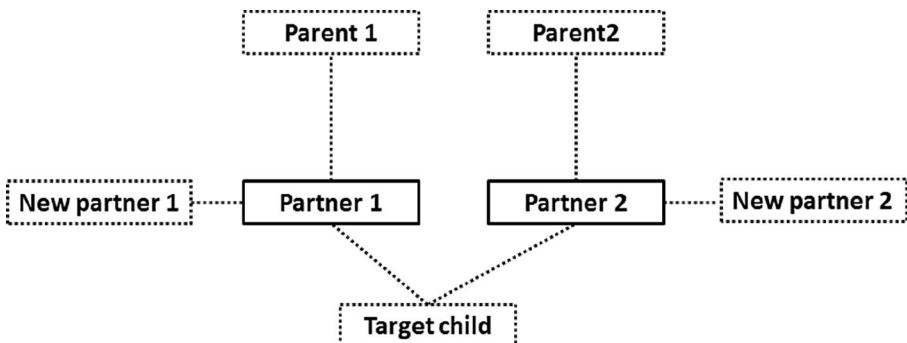 Parent 1
Parent2
New partner 1
Partner 1
Partner 2
New partner 2
Target child